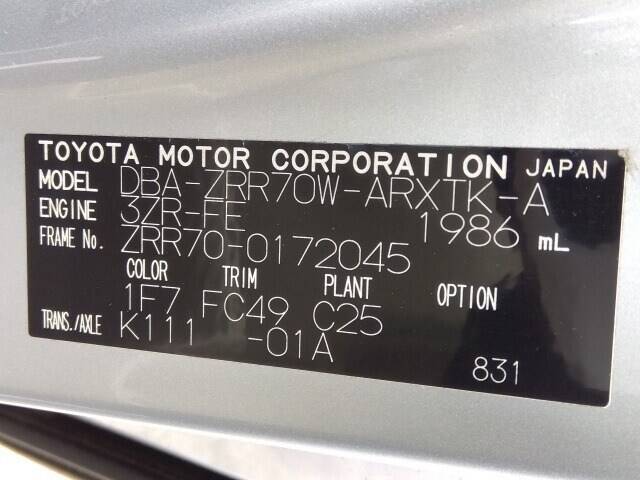 TOYOTA MOTOR CORPORATION JAPAN
MODEL DBA-ZRR70W-ARXTK-A
ENGINE 3ZR-FE 1986 mL
FRAME No. ZRR70-0172045
COLOR TRIM PLANT OPTION
1F7 FC49 C25
TRANS./AXLE K111 -01A
831